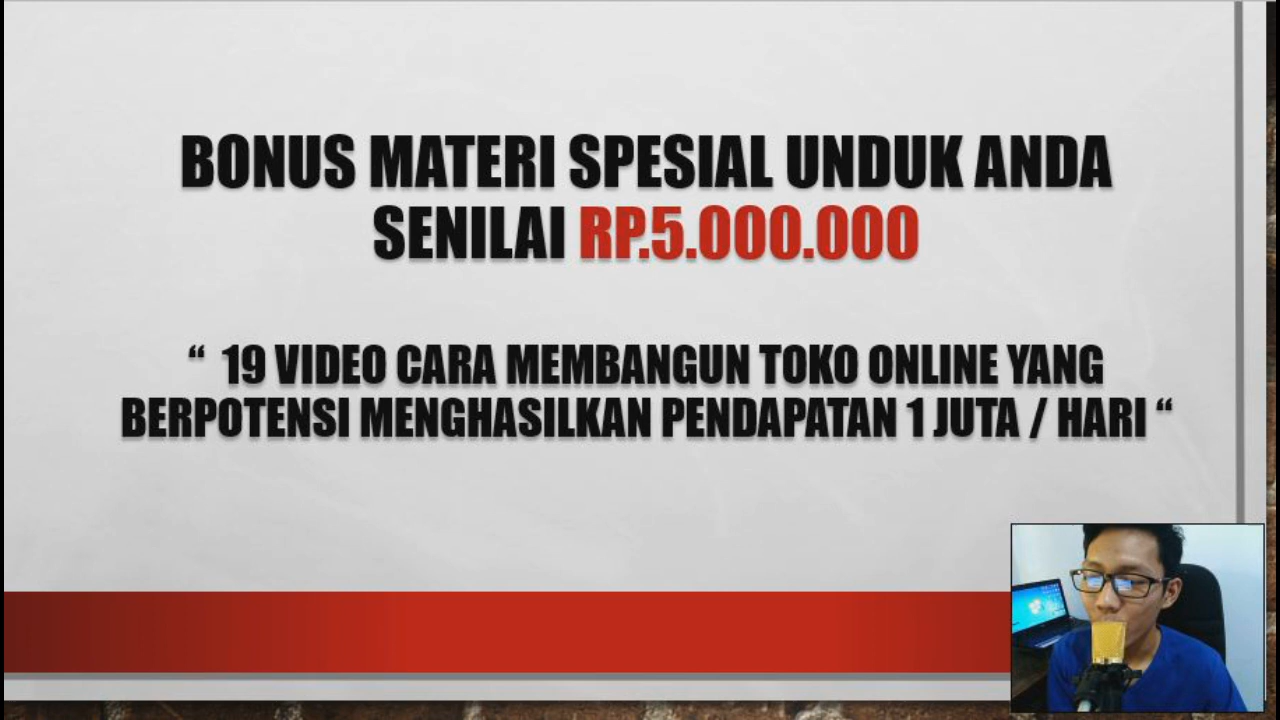 BONUS MATERI SPESIAL UNDUK ANDA
SENILAI RP.5.000.000
“ 19 VIDEO CARA MEMBANGUN TOKO ONLINE YANG
BERPOTENSI MENGHASILKAN PENDAPATAN 1 JUTA / HARI “